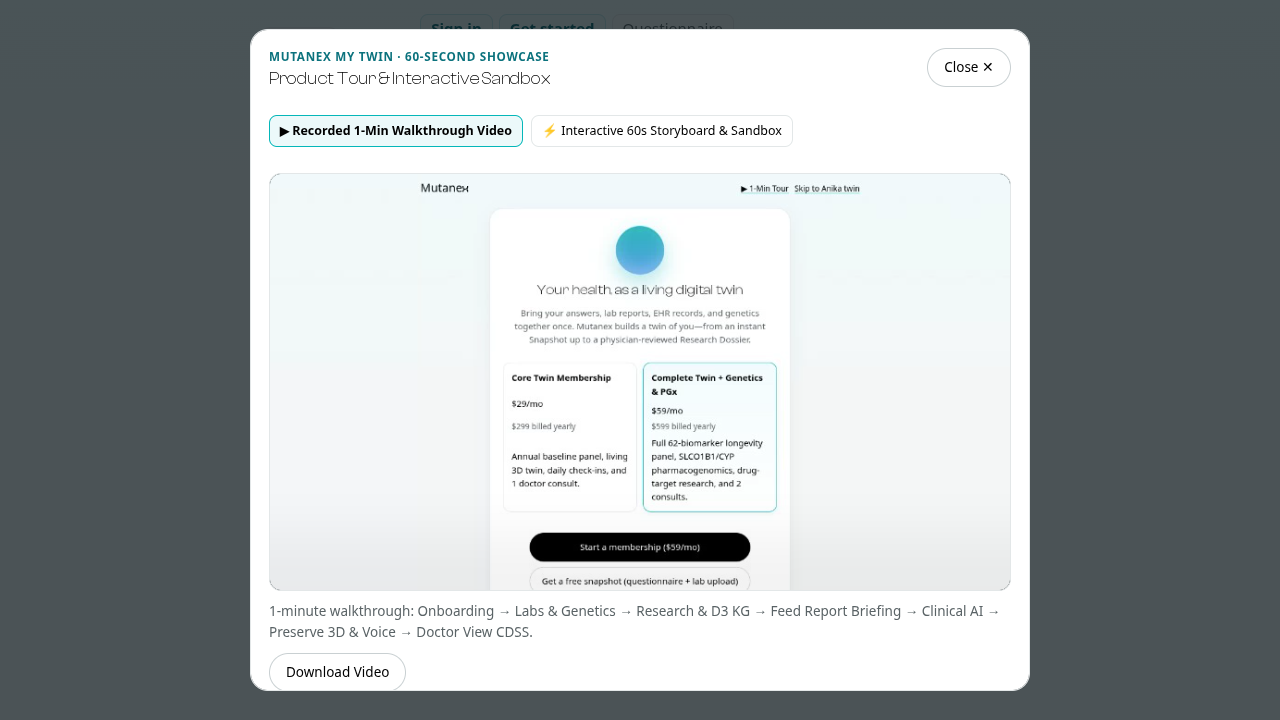 Sign in Get started Questionnaire
MUTANEX MY TWIN · 60-SECOND SHOWCASE
Product Tour & Interactive Sandbox
Close ✕
▶ Recorded 1-Min Walkthrough Video
⚡ Interactive 60s Storyboard & Sandbox
Mutanex
▶ 1-Min Tour Skip to Anika twin
Your health as a living digital twin
Bring your answers, lab reports, EHR records, and genetics
together once. Mutanex builds a twin of you—from an instant
Snapshot up to a physician-reviewed Research Dossier.
Core Twin Membership
$29/mo
$299 billed yearly
Annual baseline panel, living
3D twin, daily check-ins, and
1 doctor consult.
Complete Twin + Genetics
& PGx
$59/mo
$599 billed yearly
Full 62-biomarker longevity
panel, SLCO1B1/CYP
pharmacogenomics, drug-
target research, and 2
consults.
Start a membership ($59/mo)
Get a free snapshot (questionnaire + lab upload)
1-minute walkthrough: Onboarding → Labs & Genetics → Research & D3 KG → Feed Report Briefing → Clinical AI →
Preserve 3D & Voice → Doctor View CDSS.
Download Video